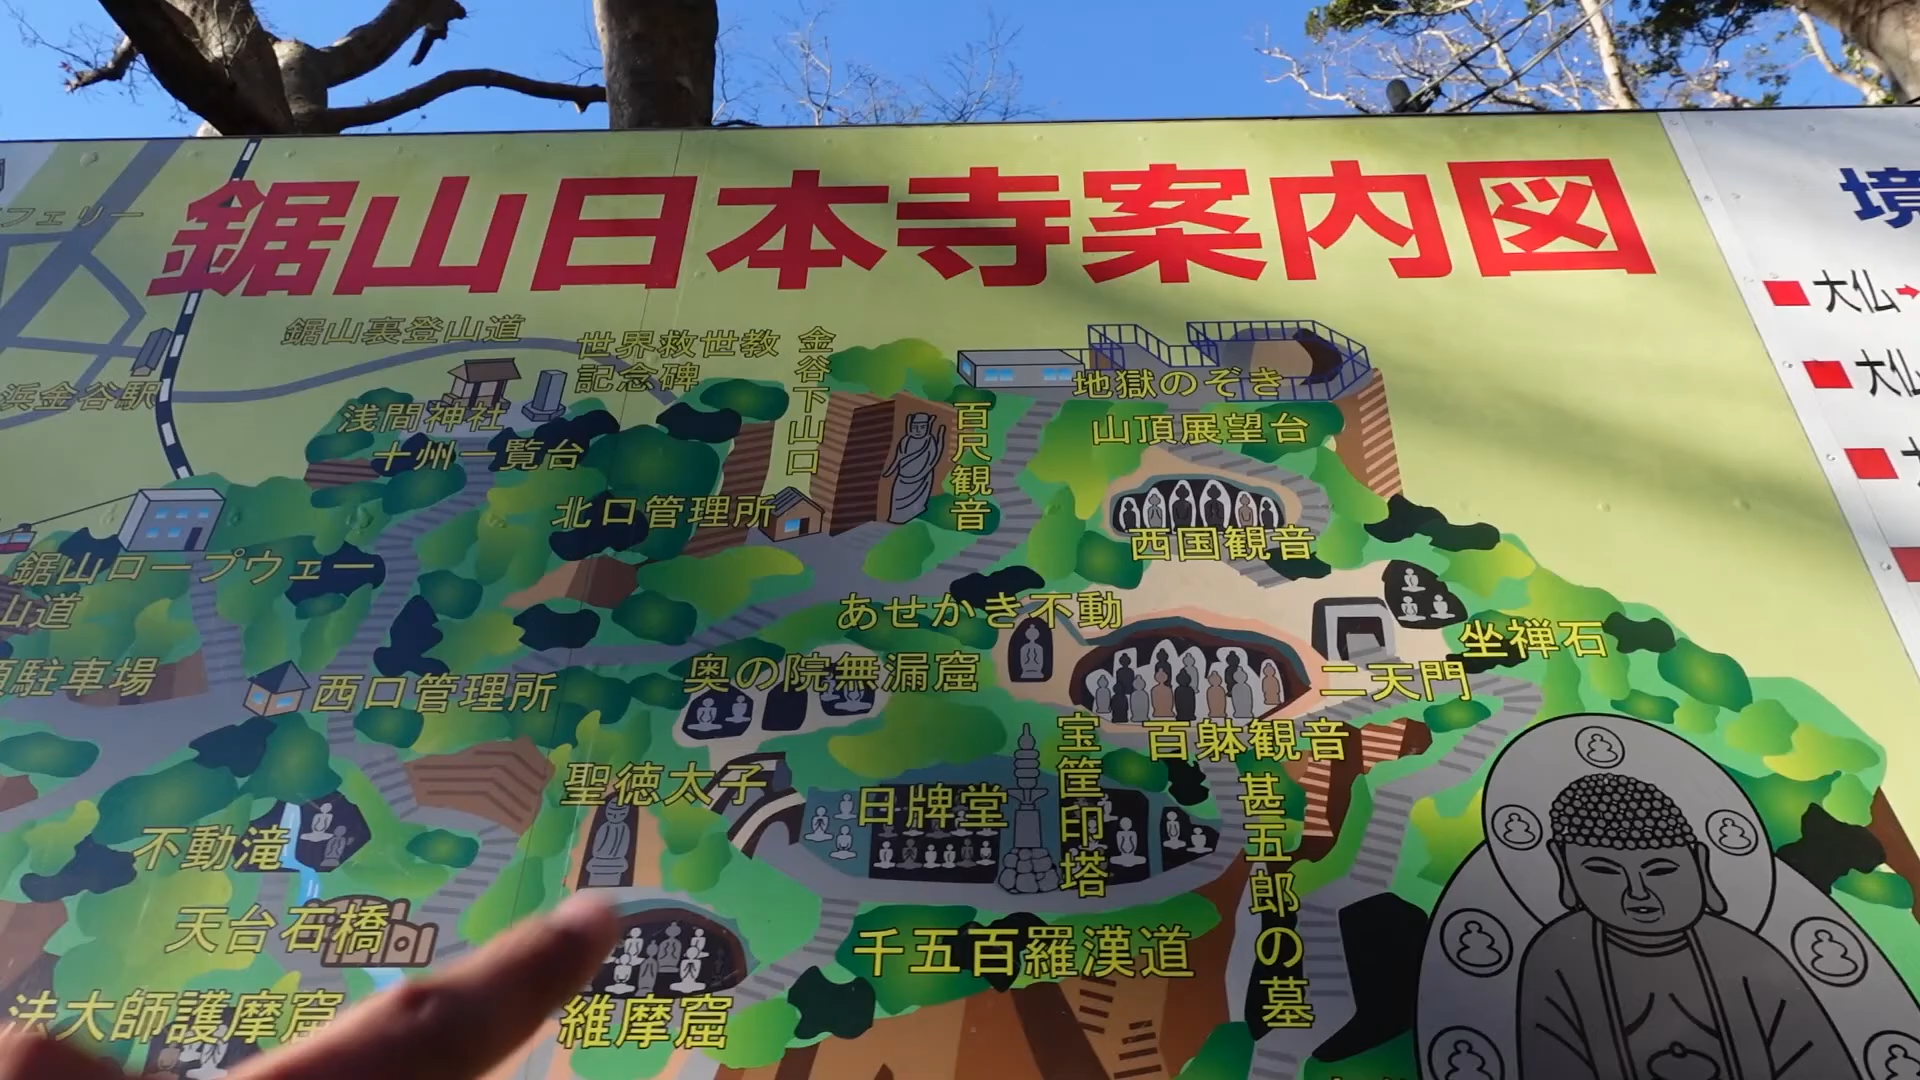 鋸山日本寺案内図
境
大仏→
大仏
フェリー
浜金谷駅
鋸山裏登山道
世界救世教
記念碑
金谷下山口
地獄のぞき
山頂展望台
浅間神社
十州一覧台
百尺観音
北口管理所
西国観音
鋸山ロープウェー
山道
あせかき不動
坐禅石
二天門
駐車場
西口管理所
奥の院無漏窟
百躰観音
聖徳太子
日牌堂
宝筐印塔
甚五郎の墓
不動滝
天台石橋
千五百羅漢道
法大師護摩窟
維摩窟